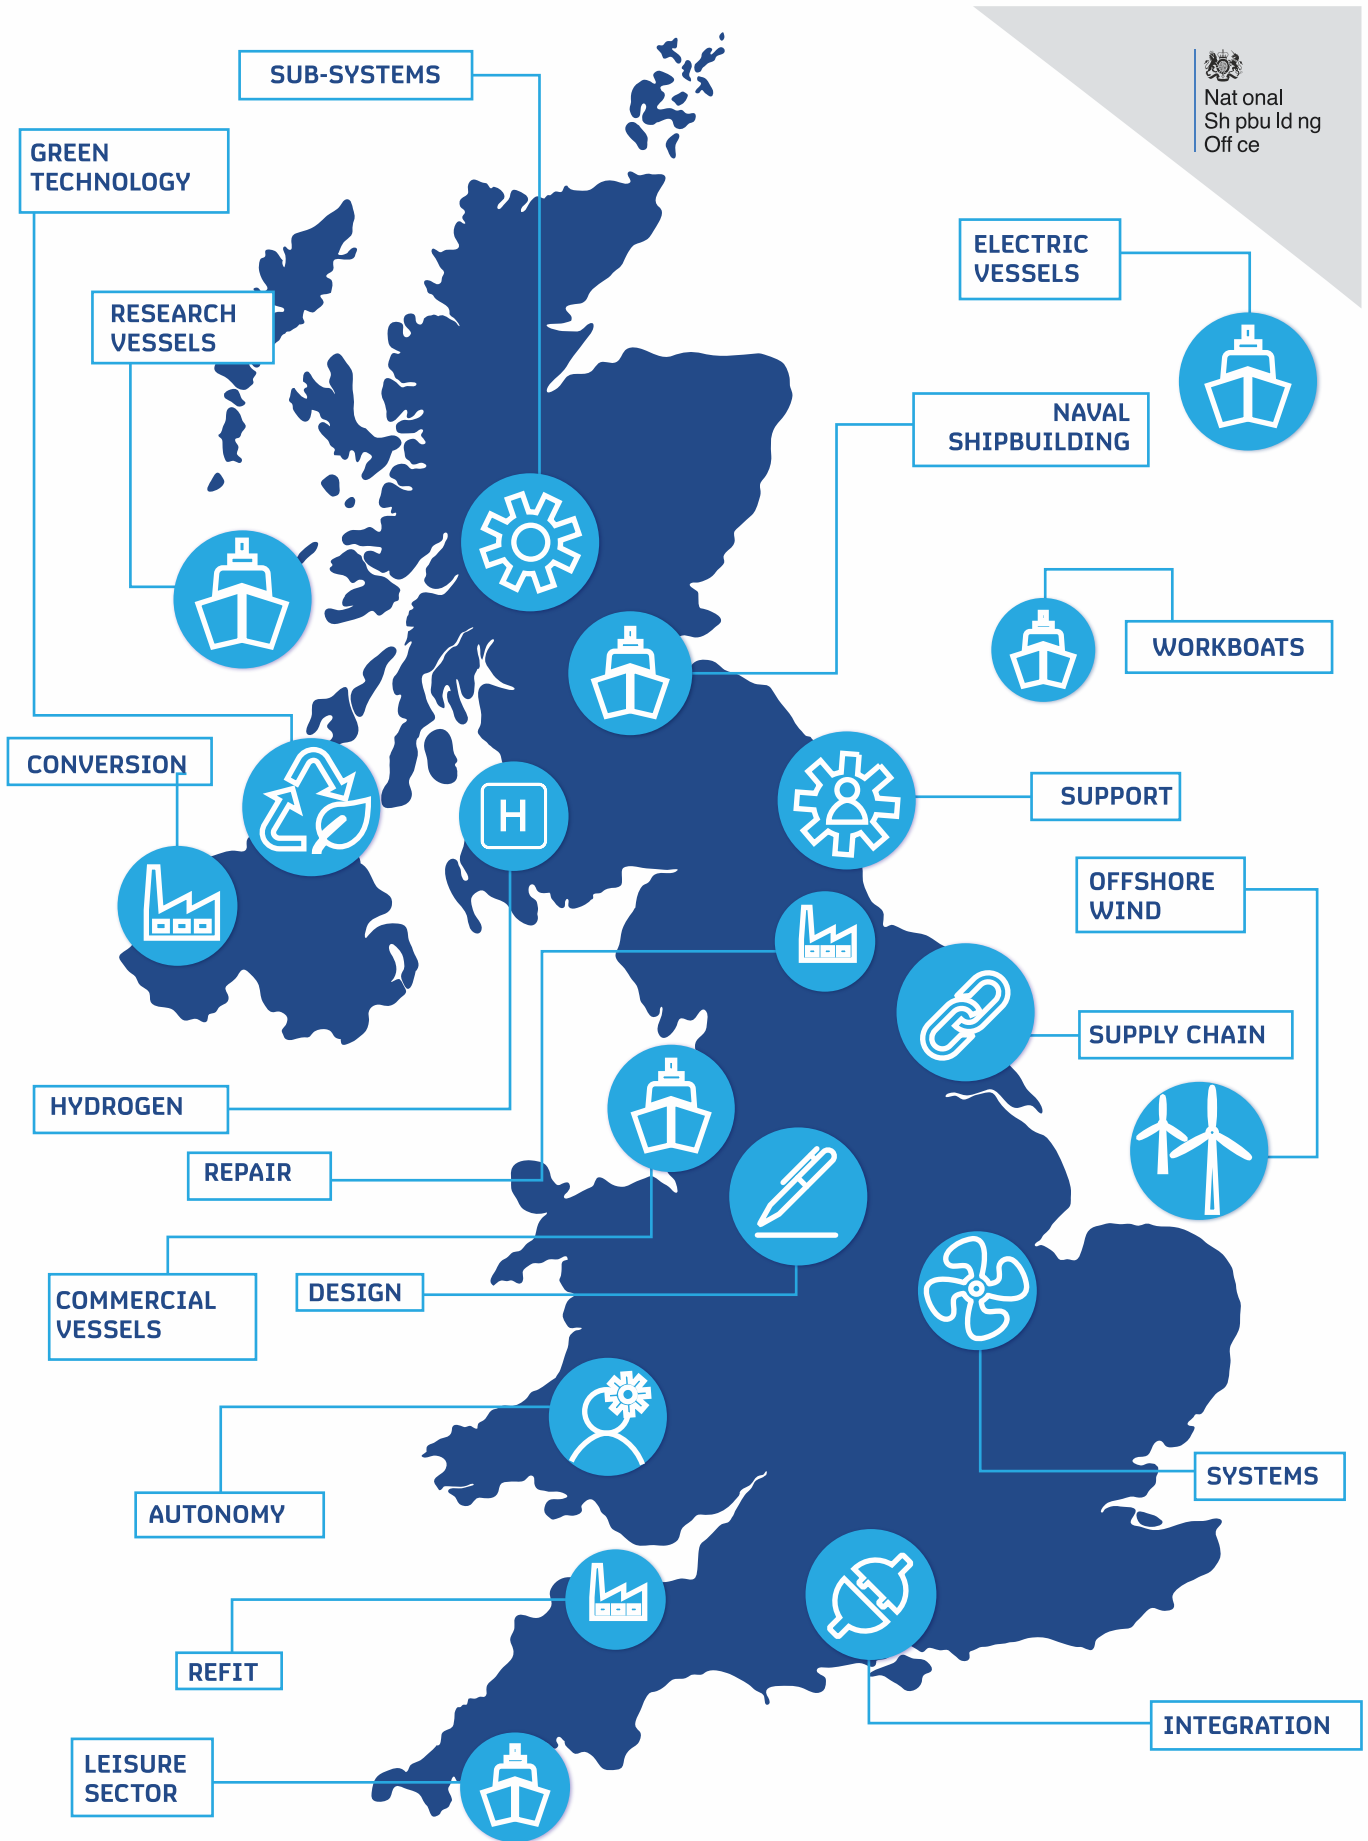 SUB-SYSTEMS
Nat onal
Sh pbu ld ng
Off ce
GREEN
TECHNOLOGY
ELECTRIC
VESSELS
RESEARCH
VESSELS
NAVAL
SHIPBUILDING
WORKBOATS
CONVERSION
SUPPORT
H
OFFSHORE
WIND
SUPPLY CHAIN
HYDROGEN
REPAIR
COMMERCIAL
VESSELS
DESIGN
SYSTEMS
AUTONOMY
REFIT
INTEGRATION
LEISURE
SECTOR